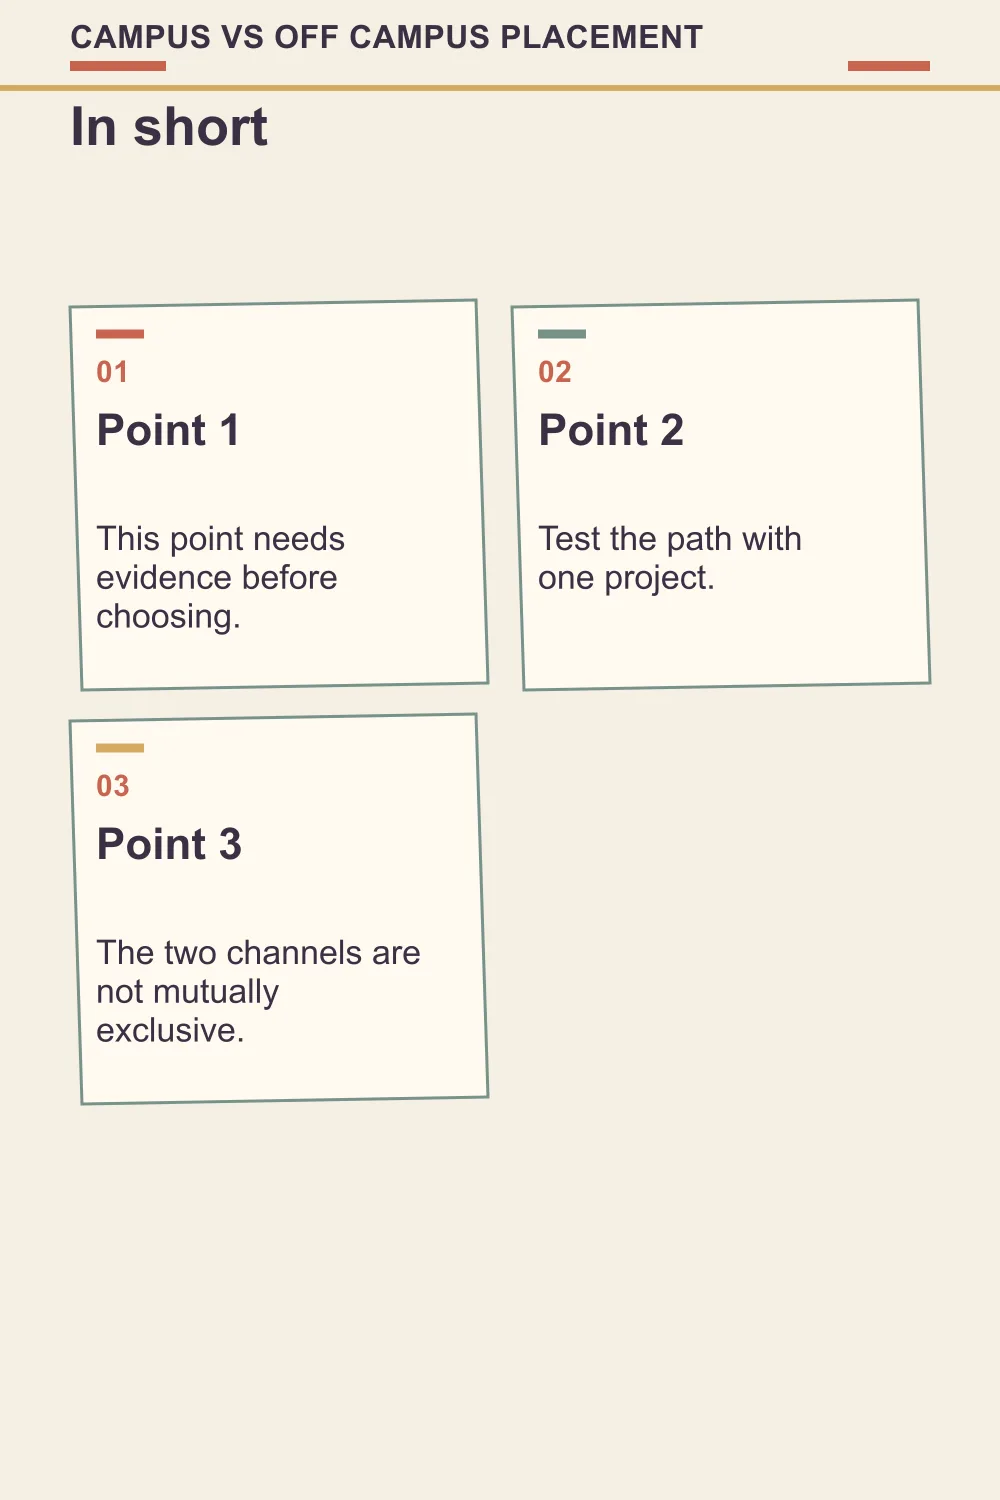 CAMPUS VS OFF CAMPUS PLACEMENT
In short
01
Point 1
This point needs
evidence before
choosing.
02
Point 2
Test the path with
one project.
03
Point 3
The two channels are
not mutually
exclusive.